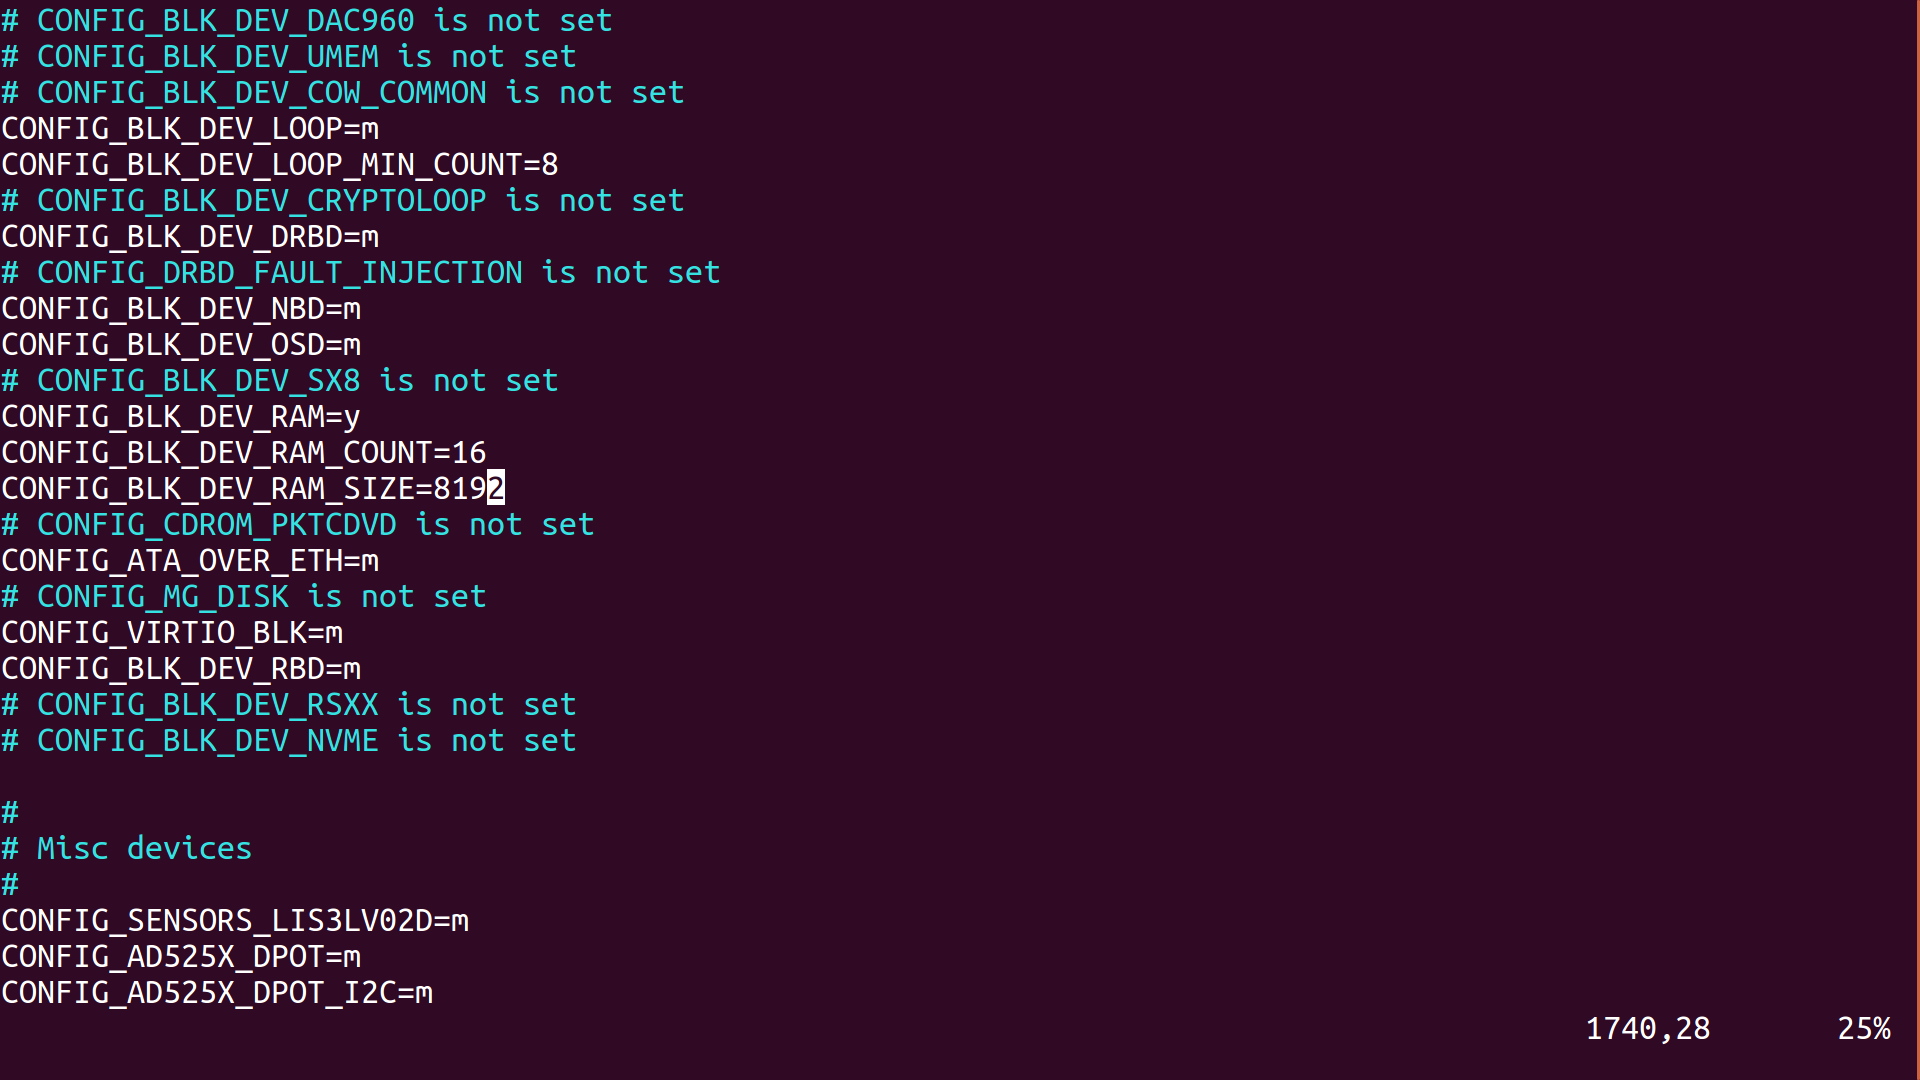 # CONFIG_BLK_DEV_DAC960 is not set
# CONFIG_BLK_DEV_UMEM is not set
# CONFIG_BLK_DEV_COW_COMMON is not set
CONFIG_BLK_DEV_LOOP=m
CONFIG_BLK_DEV_LOOP_MIN_COUNT=8
# CONFIG_BLK_DEV_CRYPTOLOOP is not set
CONFIG_BLK_DEV_DRBD=m
# CONFIG_DRBD_FAULT_INJECTION is not set
CONFIG_BLK_DEV_NBD=m
CONFIG_BLK_DEV_OSD=m
# CONFIG_BLK_DEV_SX8 is not set
CONFIG_BLK_DEV_RAM=y
CONFIG_BLK_DEV_RAM_COUNT=16
CONFIG_BLK_DEV_RAM_SIZE=8192
# CONFIG_CDROM_PKTCDVD is not set
CONFIG_ATA_OVER_ETH=m
# CONFIG_MG_DISK is not set
CONFIG_VIRTIO_BLK=m
CONFIG_BLK_DEV_RBD=m
# CONFIG_BLK_DEV_RSXX is not set
# CONFIG_BLK_DEV_NVME is not set

#
# Misc devices
#
CONFIG_SENSORS_LIS3LV02D=m
CONFIG_AD525X_DPOT=m
CONFIG_AD525X_DPOT_I2C=m
1740,28 25%